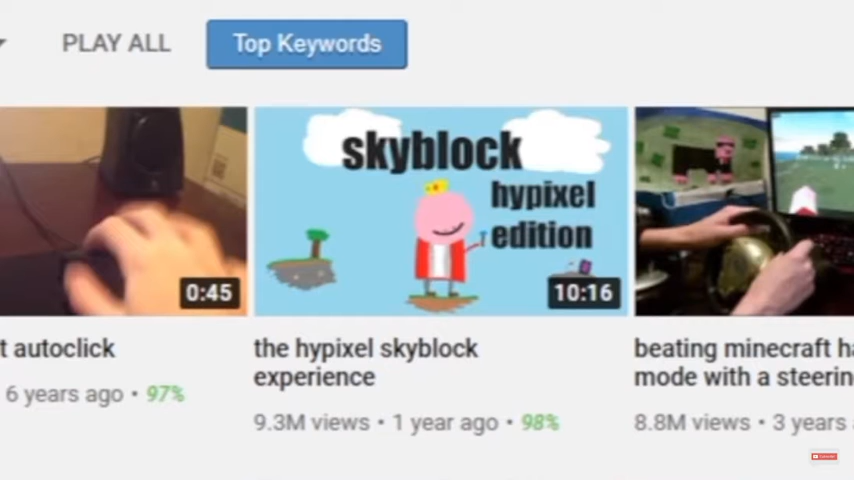 PLAY ALL
Top Keywords
skyblock
hypixel
edition
0:45
10:16
t autoclick
6 years ago • 97%
the hypixel skyblock
experience
9.3M views • 1 year ago • 98%
beating minecraft ha
mode with a steerin
8.8M views • 3 years